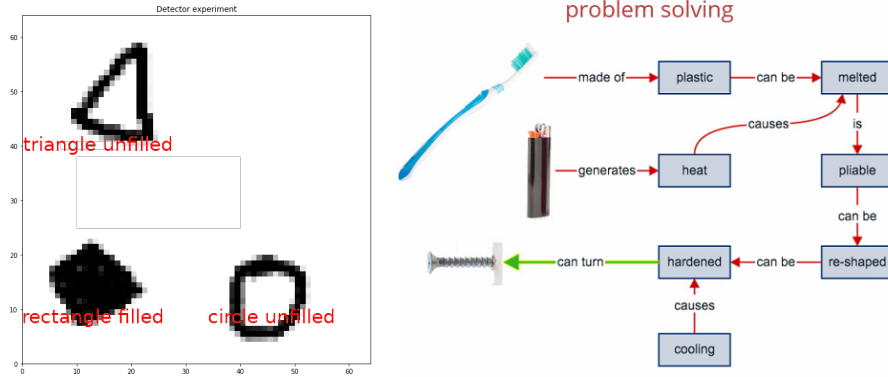 Detector experiment
60
50
40
30
20
10
0
0 10 20 30 40 50 60
triangle unfilled
rectangle filled circle unfilled
problem solving
made of plastic can be melted
causes is
generates heat pliable
can be
can turn hardened can be re-shaped
causes
cooling